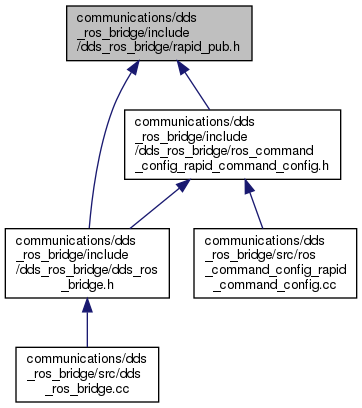 communications/dds
_ros_bridge/include
/dds_ros_bridge/rapid_pub.h
communications/dds
_ros_bridge/include
/dds_ros_bridge/ros_command
_config_rapid_command_config.h
communications/dds
_ros_bridge/include
/dds_ros_bridge/dds_ros
_bridge.h
communications/dds
_ros_bridge/src/ros
_command_config_rapid
_command_config.cc
communications/dds
_ros_bridge/src/dds
_ros_bridge.cc